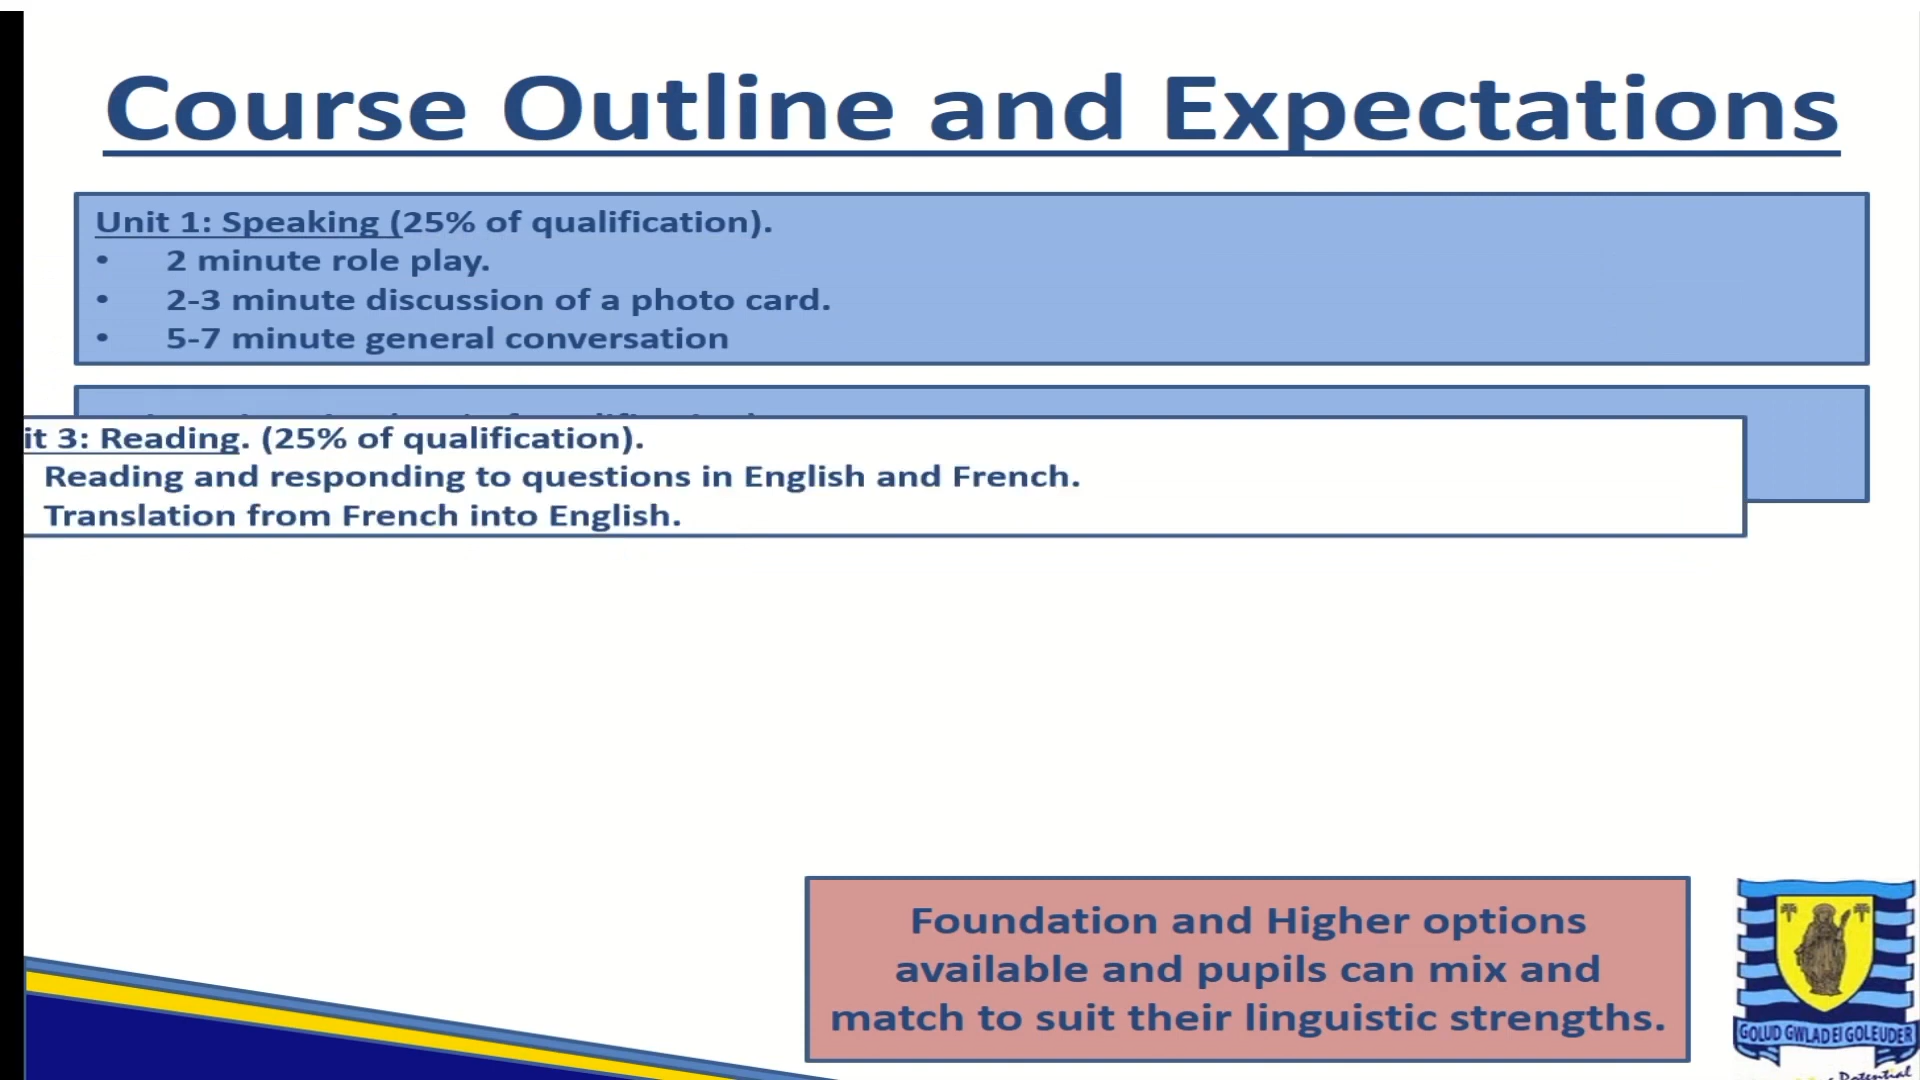 Course Outline and Expectations
Unit 1: Speaking (25% of qualification).
• 2 minute role play.
• 2-3 minute discussion of a photo card.
• 5-7 minute general conversation
it 3: Reading. (25% of qualification).
Reading and responding to questions in English and French.
Translation from French into English.
Foundation and Higher options
available and pupils can mix and
match to suit their linguistic strengths.
GOLUD GWLAD EI GOLEUDER
Potential